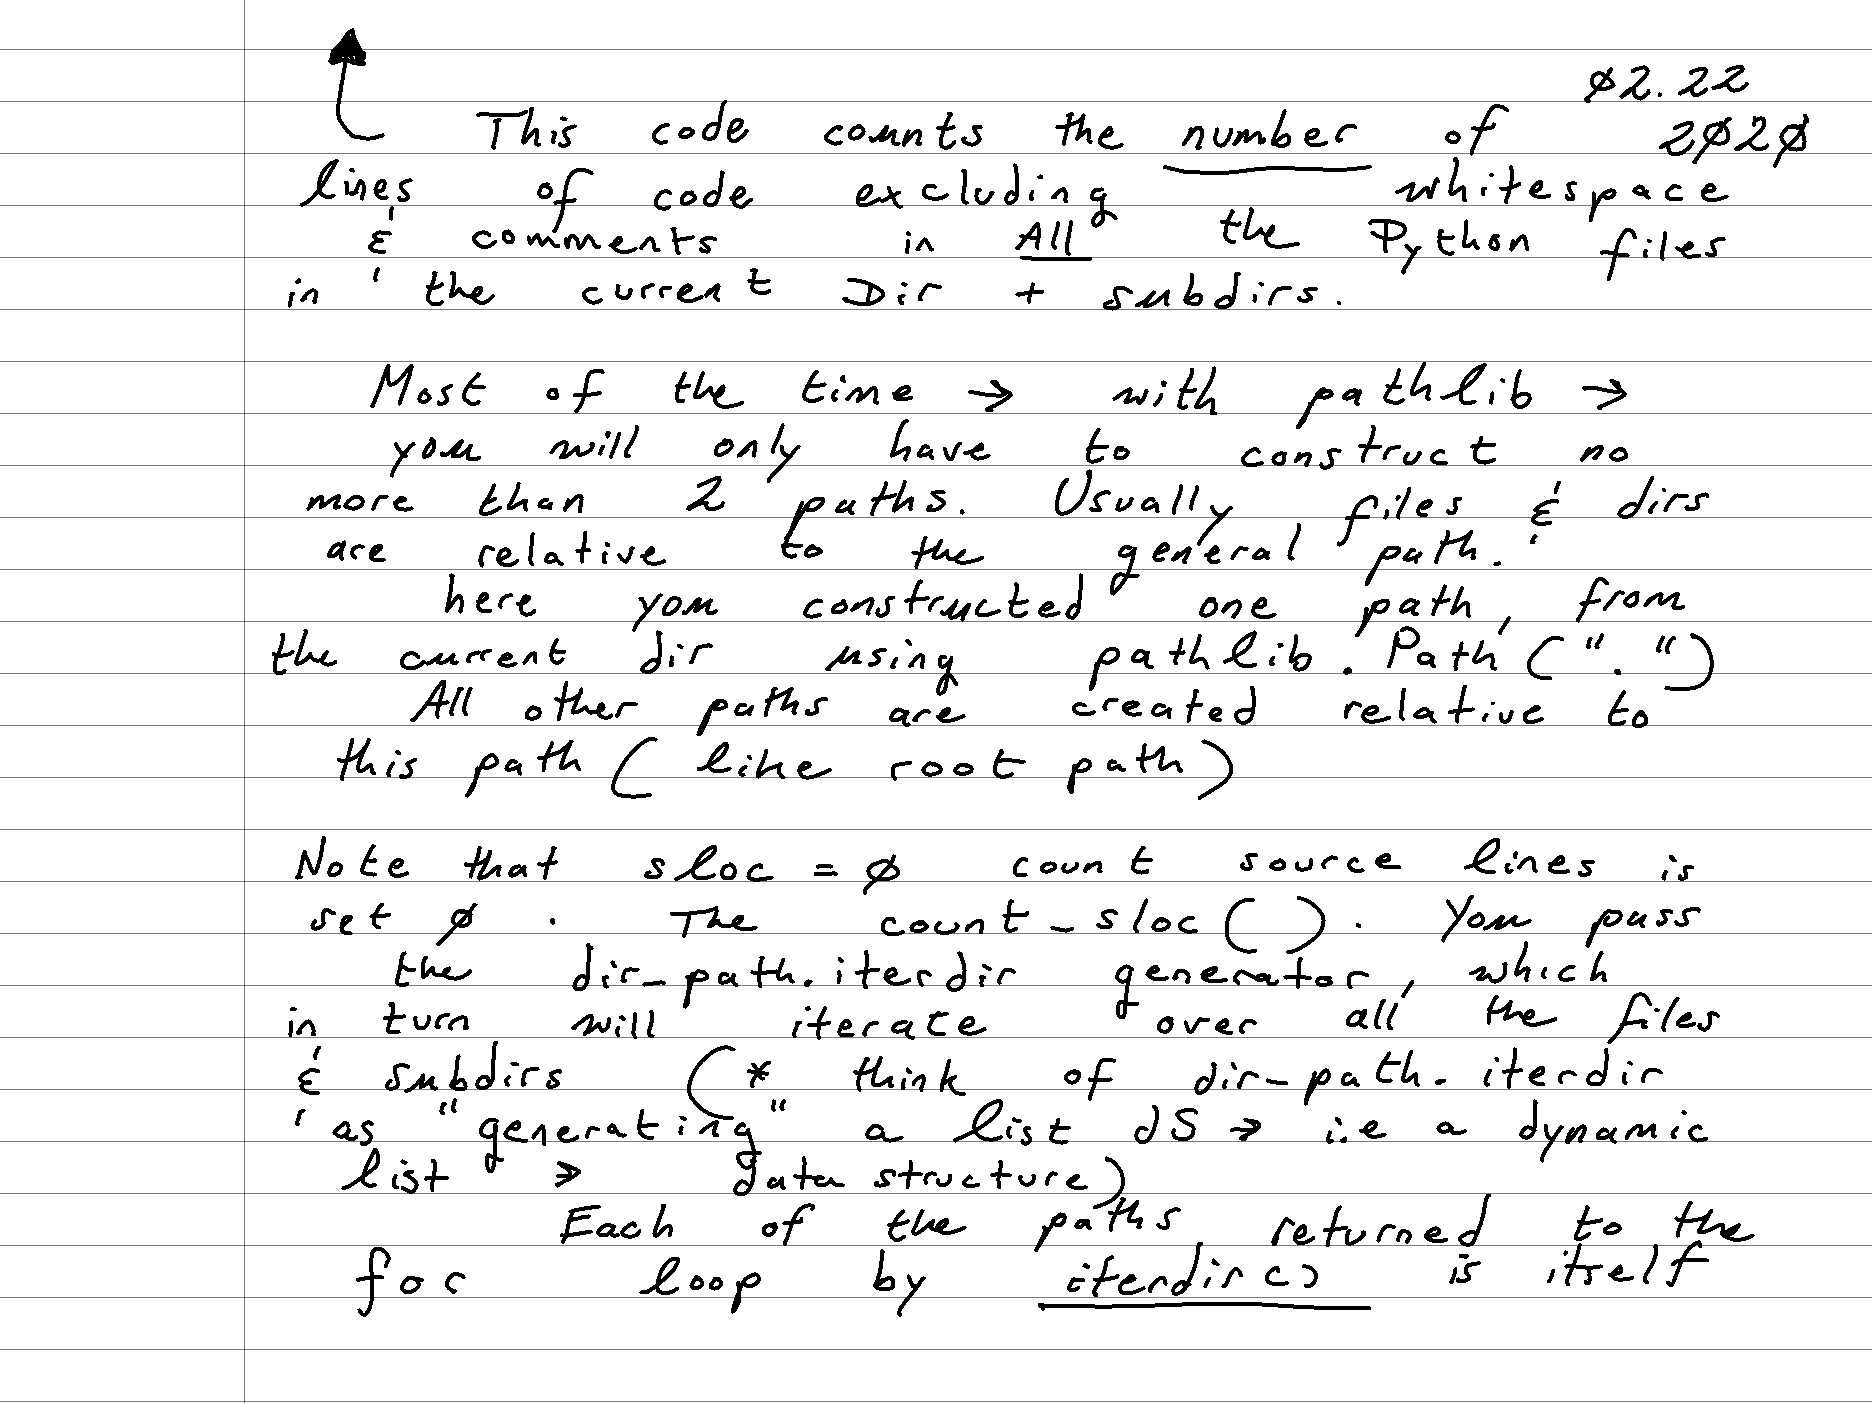 02.22
This code counts the number of 2020
lines of code excluding whitespace
& comments in All the Python files
in the current Dir + subdirs.
Most of the time → with pathlib →
you will only have to construct no
more than 2 paths. Usually files & dirs
are relative to the general path.
here you constructed one path, from
the current dir using pathlib.Path(".")
All other paths are created relative to
this path ( like root path)
Note that sloc = 0 count source lines is
set 0 . The count_sloc( ). You pass
the dir_path.iterdir generator, which
in turn will iterate over all the files
& subdirs (* think of dir_path.iterdir
as "generating" a list dS → i.e a dynamic
list → data structure)
Each of the paths returned to the
for loop by iterdir() is itself